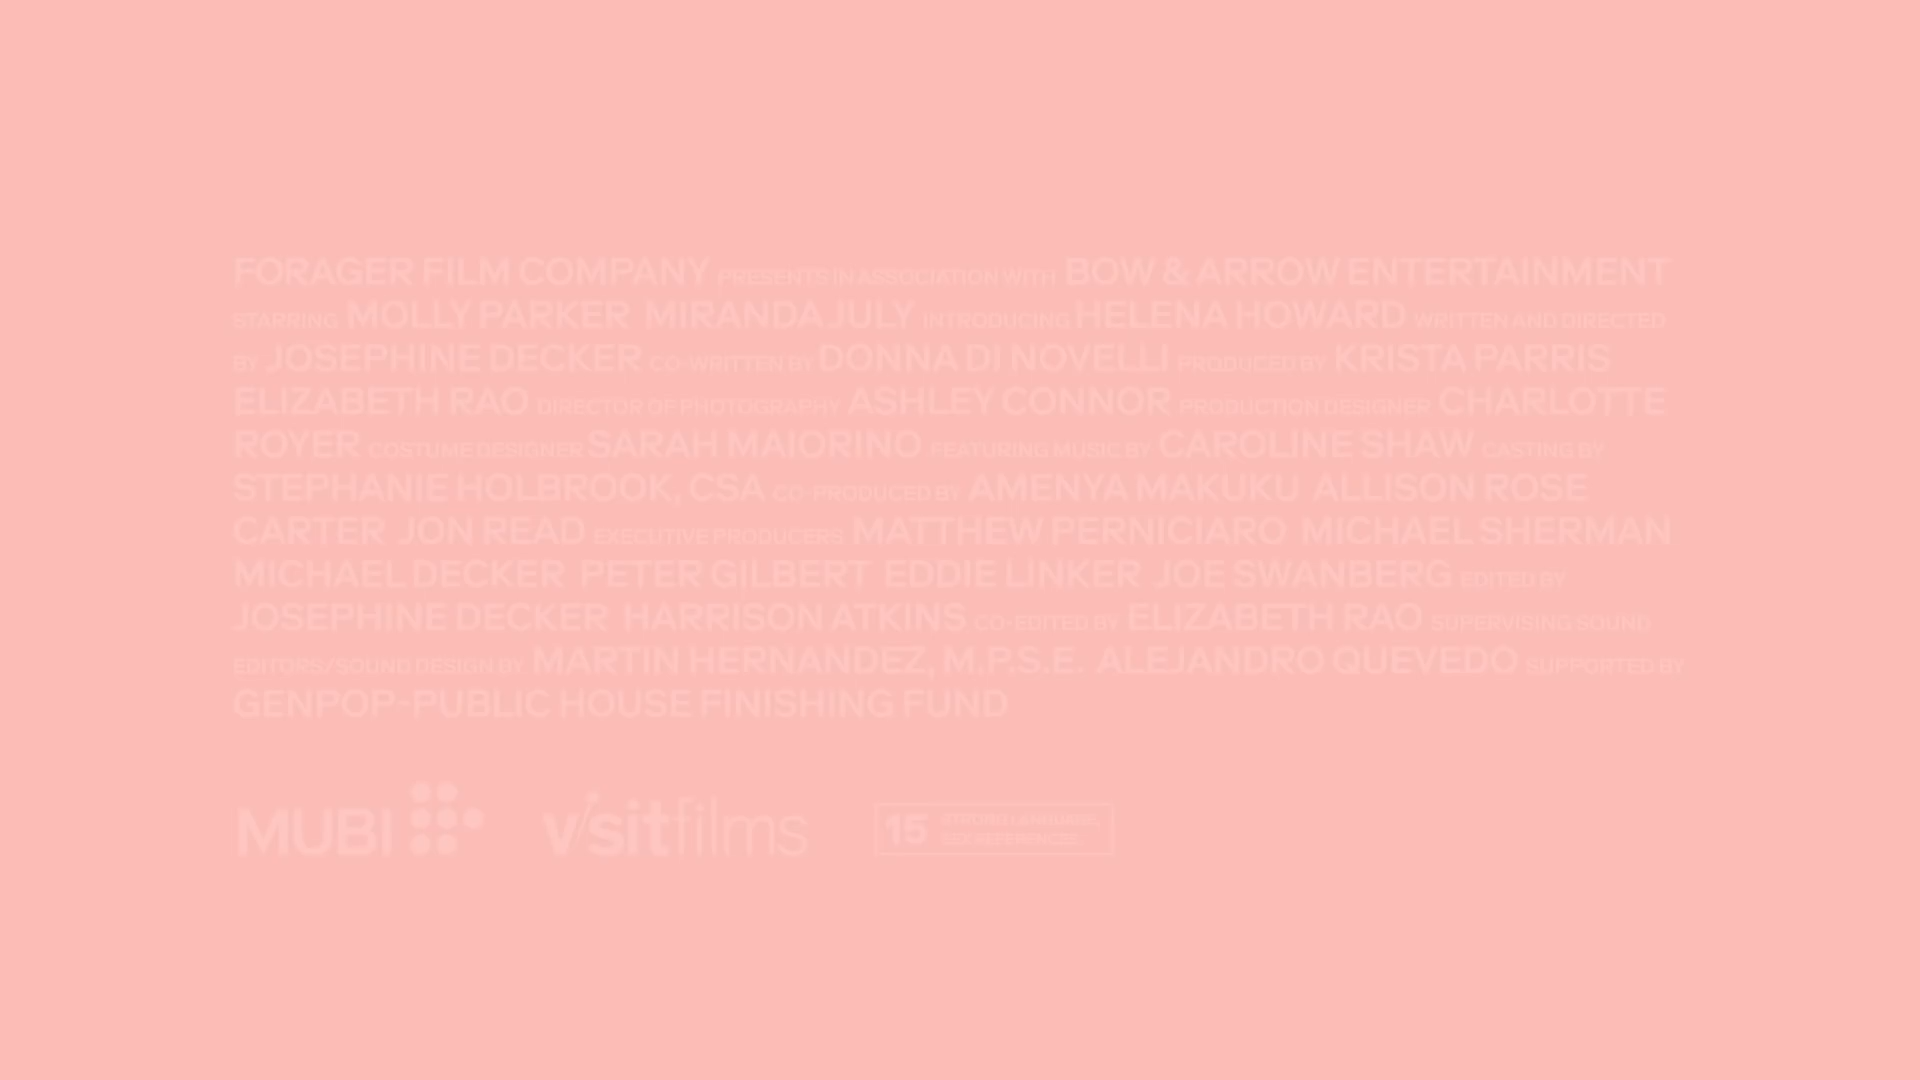 FORAGER FILM COMPANY PRESENTS IN ASSOCIATION WITH BOW & ARROW ENTERTAINMENT
STARRING MOLLY PARKER MIRANDA JULY INTRODUCING HELENA HOWARD WRITTEN AND DIRECTED
BY JOSEPHINE DECKER CO-WRITTEN BY DONNA DI NOVELLI PRODUCED BY KRISTA PARRIS
ELIZABETH RAO DIRECTOR OF PHOTOGRAPHY ASHLEY CONNOR PRODUCTION DESIGNER CHARLOTTE
ROYER COSTUME DESIGNER SARAH MAIORINO FEATURING MUSIC BY CAROLINE SHAW CASTING BY
STEPHANIE HOLBROOK, CSA CO-PRODUCED BY AMENYA MAKUKU ALLISON ROSE
CARTER JON READ EXECUTIVE PRODUCERS MATTHEW PERNICIARO MICHAEL SHERMAN
MICHAEL DECKER PETER GILBERT EDDIE LINKER JOE SWANBERG EDITED BY
JOSEPHINE DECKER HARRISON ATKINS CO-EDITED BY ELIZABETH RAO SUPERVISING SOUND
EDITORS/SOUND DESIGN BY MARTIN HERNANDEZ, M.P.S.E. ALEJANDRO QUEVEDO SUPPORTED BY
GENPOP-PUBLIC HOUSE FINISHING FUND
MUBI visitfilms 15 STRONG LANGUAGE,
SEX REFERENCES